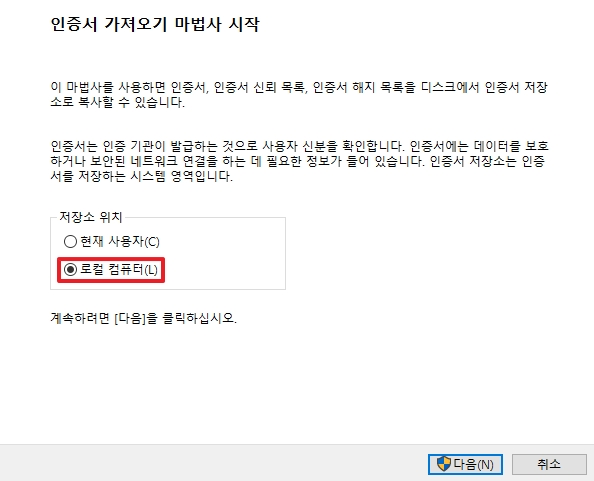 인증서 가져오기 마법사 시작
이 마법사를 사용하면 인증서, 인증서 신뢰 목록, 인증서 해지 목록을 디스크에서 인증서 저장
소로 복사할 수 있습니다.
인증서는 인증 기관이 발급하는 것으로 사용자 신분을 확인합니다. 인증서에는 데이터를 보호
하거나 보안된 네트워크 연결을 하는 데 필요한 정보가 들어 있습니다. 인증서 저장소는 인증
서를 저장하는 시스템 영역입니다.
저장소 위치
현재 사용자(C)
로컬 컴퓨터(L)
계속하려면 [다음]을 클릭하십시오.
다음(N)
취소